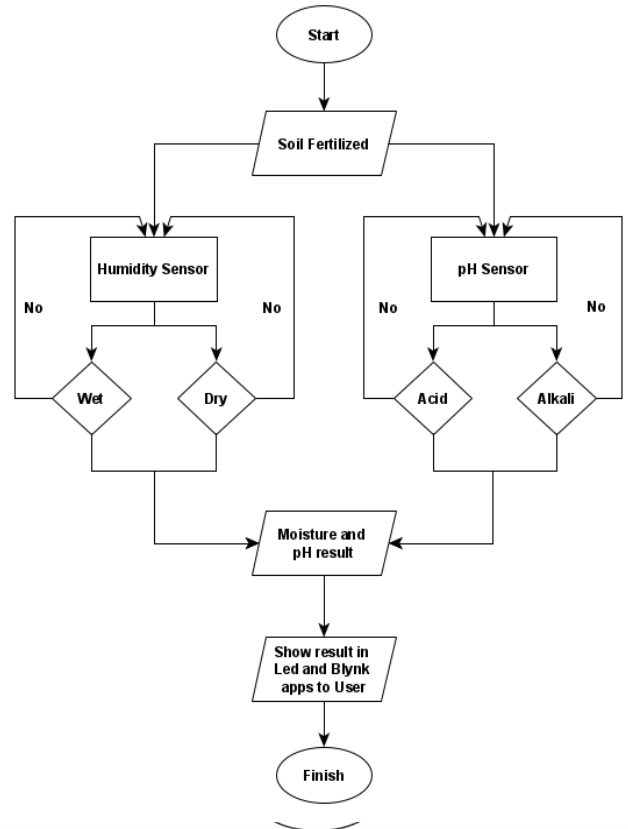 Start
Soil Fertilized
Humidity Sensor
pH Sensor
No
No
No
No
Wet
Dry
Acid
Alkali
Moisture and
pH result
Show result in
Led and Blynk
apps to User
Finish